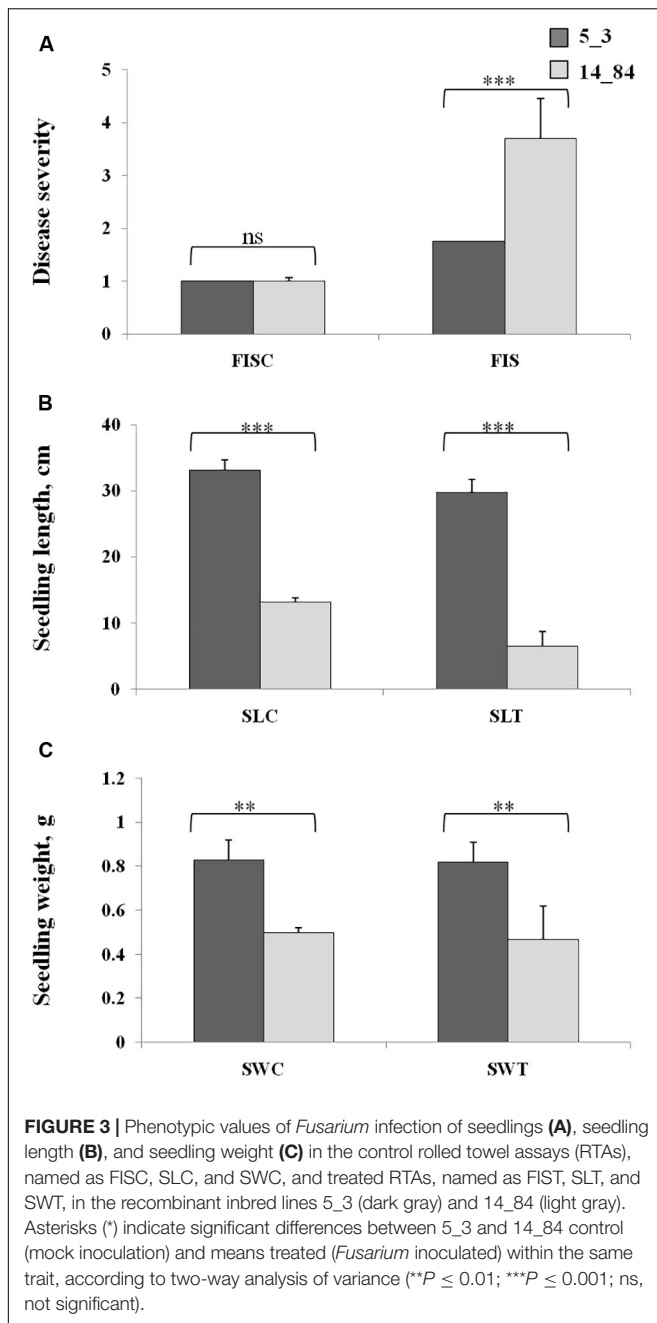 A
5_3
14_84
Disease severity
5
4
3
2
1
0
ns
***
FISC
FIS
B
Seedling length, cm
40
30
20
10
0
***
***
SLC
SLT
C
Seedling weight, g
1.2
1
0.8
0.6
0.4
0.2
0
**
**
SWC
SWT
FIGURE 3 | Phenotypic values of Fusarium infection of seedlings (A), seedling
length (B), and seedling weight (C) in the control rolled towel assays (RTAs),
named as FISC, SLC, and SWC, and treated RTAs, named as FIST, SLT, and
SWT, in the recombinant inbred lines 5_3 (dark gray) and 14_84 (light gray).
Asterisks (*) indicate significant differences between 5_3 and 14_84 control
(mock inoculation) and means treated (Fusarium inoculated) within the same
trait, according to two-way analysis of variance (**P ≤ 0.01; ***P ≤ 0.001; ns,
not significant).